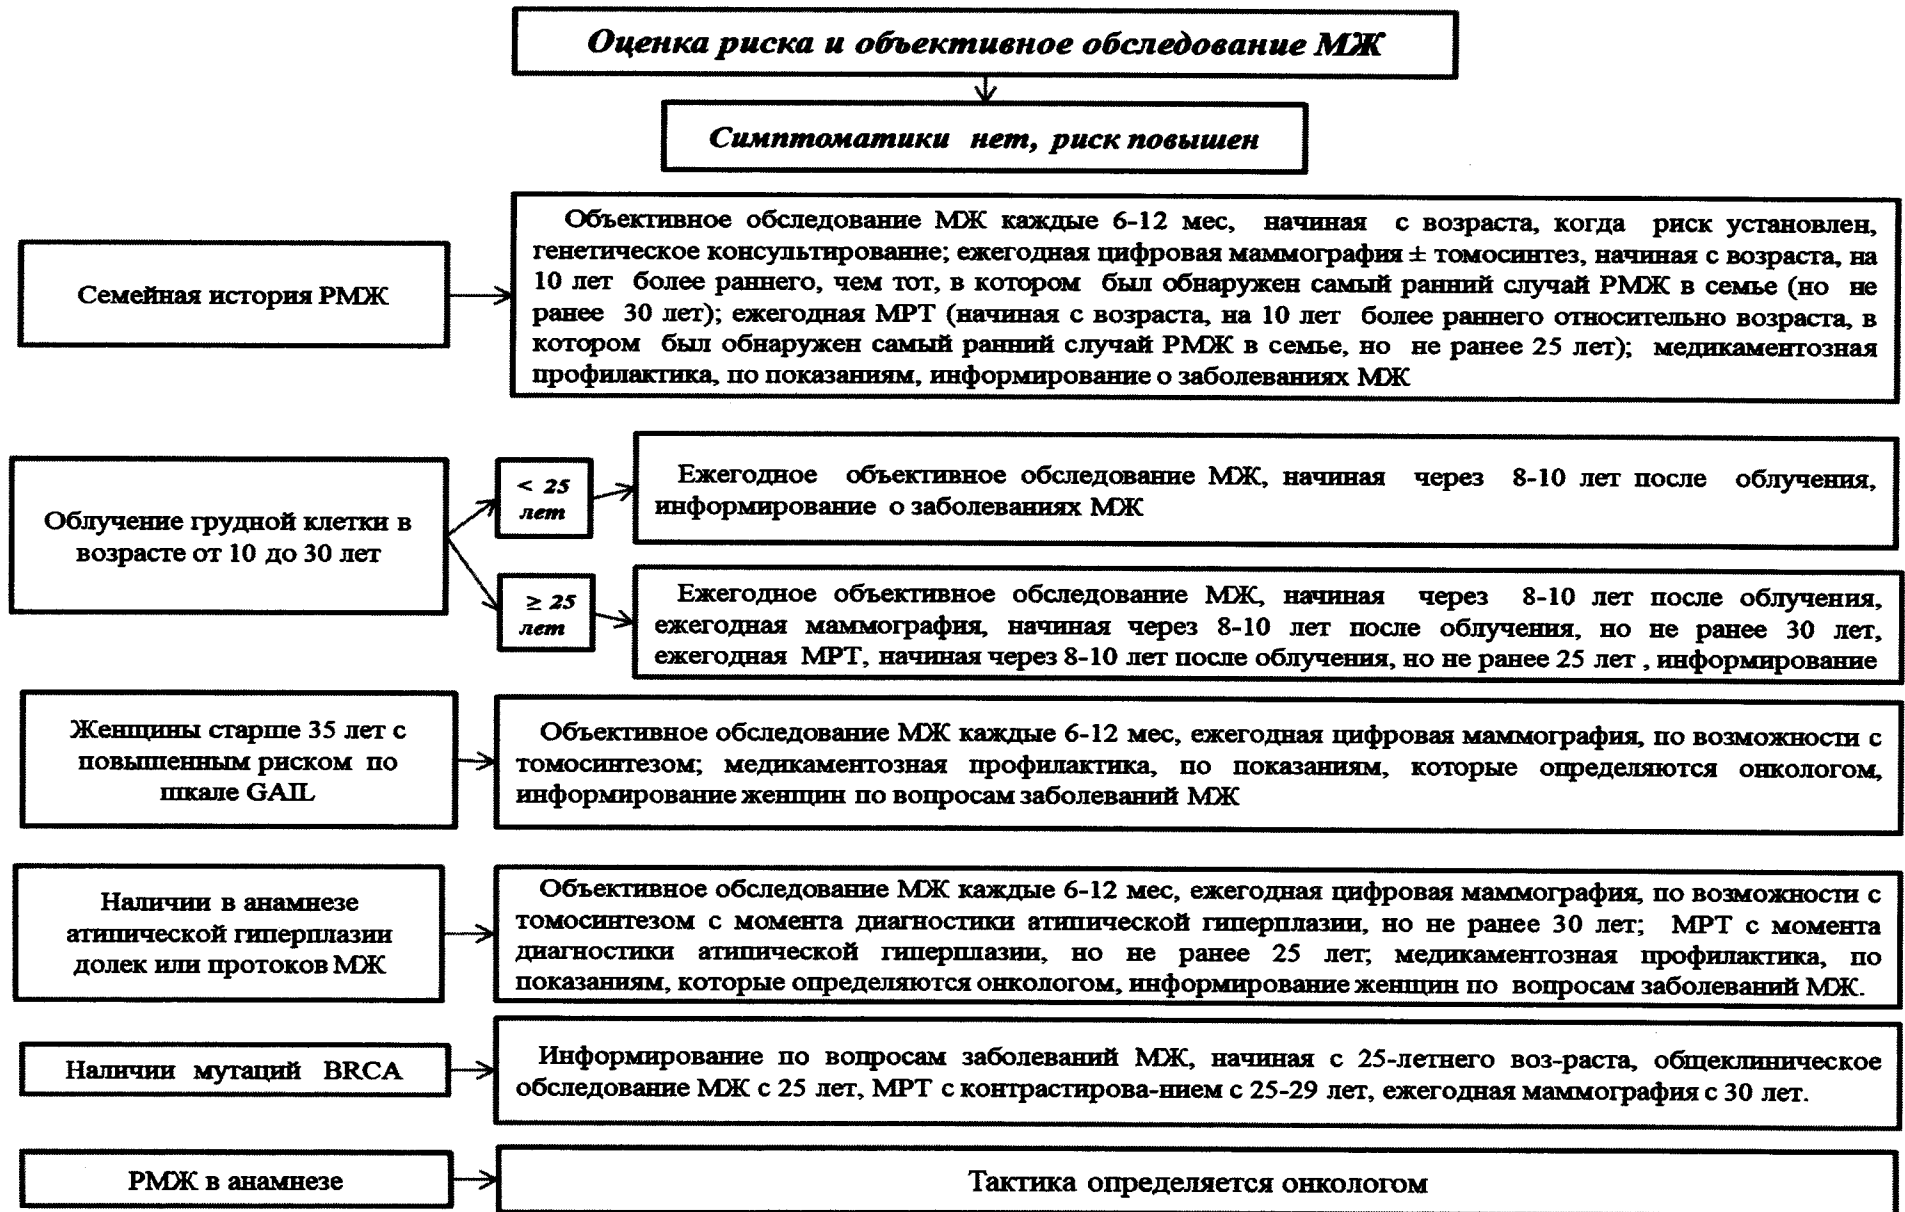 Оценка риска и объективное обследование МЖ
Симптоматики нет, риск повышен
Семейная история РМЖ
Объективное обследование МЖ каждые 6-12 мес, начиная с возраста, когда риск установлен,
генетическое консультирование; ежегодная цифровая маммография ± томосинтез, начиная с возраста, на
10 лет более раннего, чем тот, в котором был обнаружен самый ранний случай РМЖ в семье (но не
ранее 30 лет); ежегодная МРТ (начиная с возраста, на 10 лет более раннего относительно возраста, в
котором был обнаружен самый ранний случай РМЖ в семье, но не ранее 25 лет); медикаментозная
профилактика, по показаниям, информирование о заболеваниях МЖ
Облучение грудной клетки в
возрасте от 10 до 30 лет
< 25
лет
Ежегодное объективное обследование МЖ, начиная через 8-10 лет после облучения,
информирование о заболеваниях МЖ
≥ 25
лет
Ежегодное объективное обследование МЖ, начиная через 8-10 лет после облучения,
ежегодная маммография, начиная через 8-10 лет после облучения, но не ранее 30 лет,
ежегодная МРТ, начиная через 8-10 лет после облучения, но не ранее 25 лет , информирование
Женщины старше 35 лет с
повышенным риском по
шкале GAIL
Объективное обследование МЖ каждые 6-12 мес, ежегодная цифровая маммография, по возможности с
томосинтезом; медикаментозная профилактика, по показаниям, которые определяются онкологом,
информирование женщин по вопросам заболеваний МЖ
Наличии в анамнезе
атипической гиперплазии
долек или протоков МЖ
Объективное обследование МЖ каждые 6-12 мес, ежегодная цифровая маммография, по возможности с
томосинтезом с момента диагностики атипической гиперплазии, но не ранее 30 лет; МРТ с момента
диагностики атипической гиперплазии, но не ранее 25 лет; медикаментозная профилактика, по
показаниям, которые определяются онкологом, информирование женщин по вопросам заболеваний МЖ.
Наличии мутаций BRCA
Информирование по вопросам заболеваний МЖ, начиная с 25-летнего воз-раста, общеклиническое
обследование МЖ с 25 лет, МРТ с контрастирова-нием с 25-29 лет, ежегодная маммография с 30 лет.
РМЖ в анамнезе
Тактика определяется онкологом